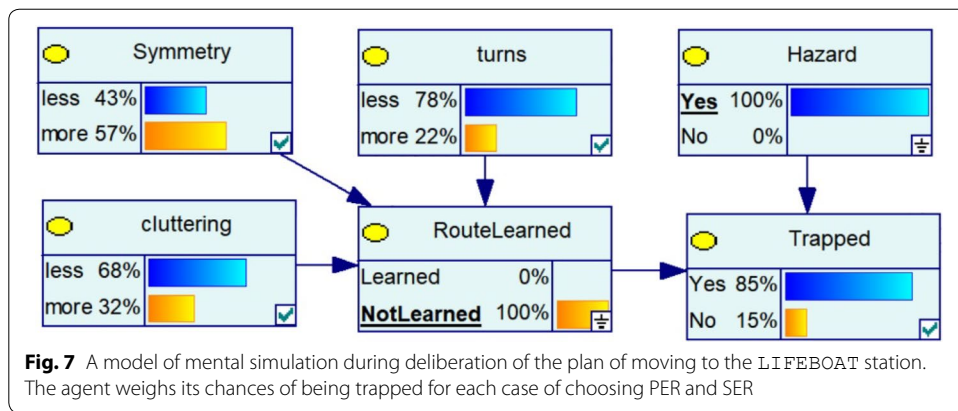 Symmetry
less 43%
more 57%
turns
less 78%
more 22%
Hazard
Yes 100%
No 0%
cluttering
less 68%
more 32%
RouteLearned
Learned 0%
NotLearned 100%
Trapped
Yes 85%
No 15%
Fig. 7 A model of mental simulation during deliberation of the plan of moving to the LIFEBOAT station.
The agent weighs its chances of being trapped for each case of choosing PER and SER